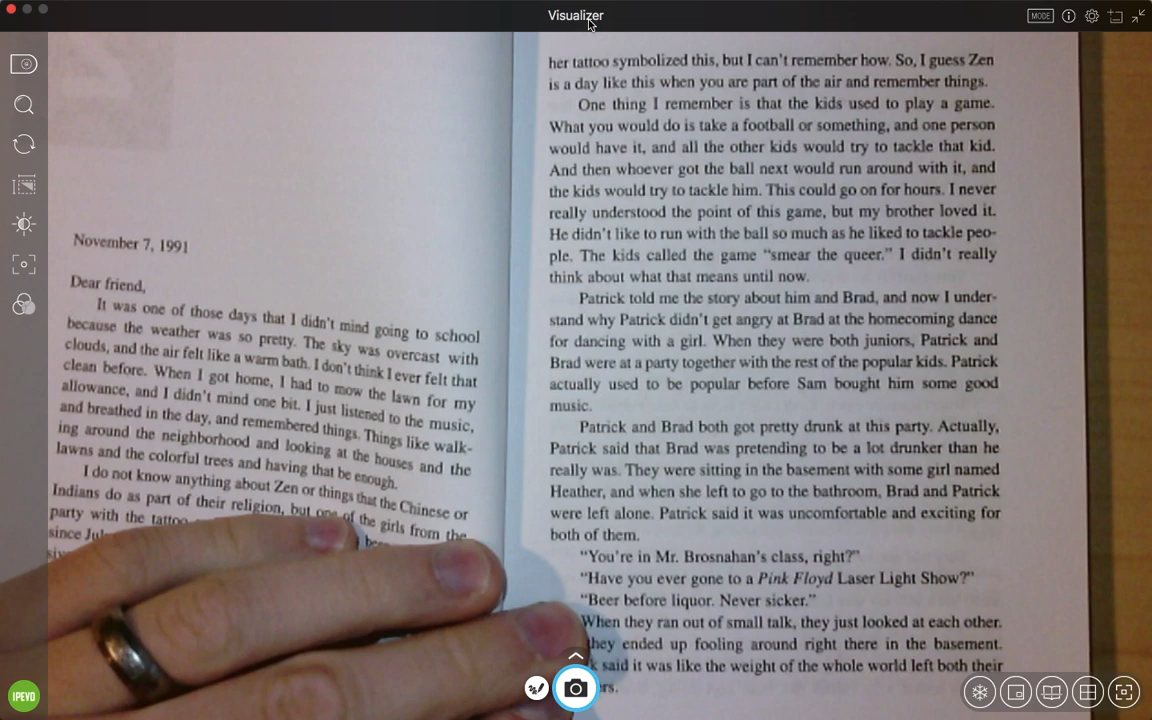 Visualizer
MODE
November 7, 1991
Dear friend,
It was one of those days that I didn't mind going to school
because the weather was so pretty. The sky was overcast with
clouds, and the air felt like a warm bath. I don't think I ever felt that
clean before. When I got home, I had to mow the lawn for my
allowance, and I didn't mind one bit. I just listened to the music,
and breathed in the day, and remembered things. Things like walk-
ing around the neighborhood and looking at the houses and the
lawns and the colorful trees and having that be enough.
I do not know anything about Zen or things that the Chinese or
Indians do as part of their religion, but one of the girls from the
party with the tattoo
since
her tattoo symbolized this, but I can't remember how. So, I guess Zen
is a day like this when you are part of the air and remember things.
One thing I remember is that the kids used to play a game.
What you would do is take a football or something, and one person
would have it, and all the other kids would try to tackle that kid.
And then whoever got the ball next would run around with it, and
the kids would try to tackle him. This could go on for hours. I never
really understood the point of this game, but my brother loved it.
He didn't like to run with the ball so much as he liked to tackle peo-
ple. The kids called the game "smear the queer." I didn't really
think about what that means until now.
Patrick told me the story about him and Brad, and now I under-
stand why Patrick didn't get angry at Brad at the homecoming dance
for dancing with a girl. When they were both juniors, Patrick and
Brad were at a party together with the rest of the popular kids. Patrick
actually used to be popular before Sam bought him some good
music.
Patrick and Brad both got pretty drunk at this party. Actually,
Patrick said that Brad was pretending to be a lot drunker than he
really was. They were sitting in the basement with some girl named
Heather, and when she left to go to the bathroom, Brad and Patrick
were left alone. Patrick said it was uncomfortable and exciting for
both of them.
"You're in Mr. Brosnahan's class, right?"
"Have you ever gone to a Pink Floyd Laser Light Show?"
"Beer before liquor. Never sicker."
When they ran out of small talk, they just looked at each other.
they ended up fooling around right there in the basement.
said it was like the weight of the whole world left both their
IPEVO